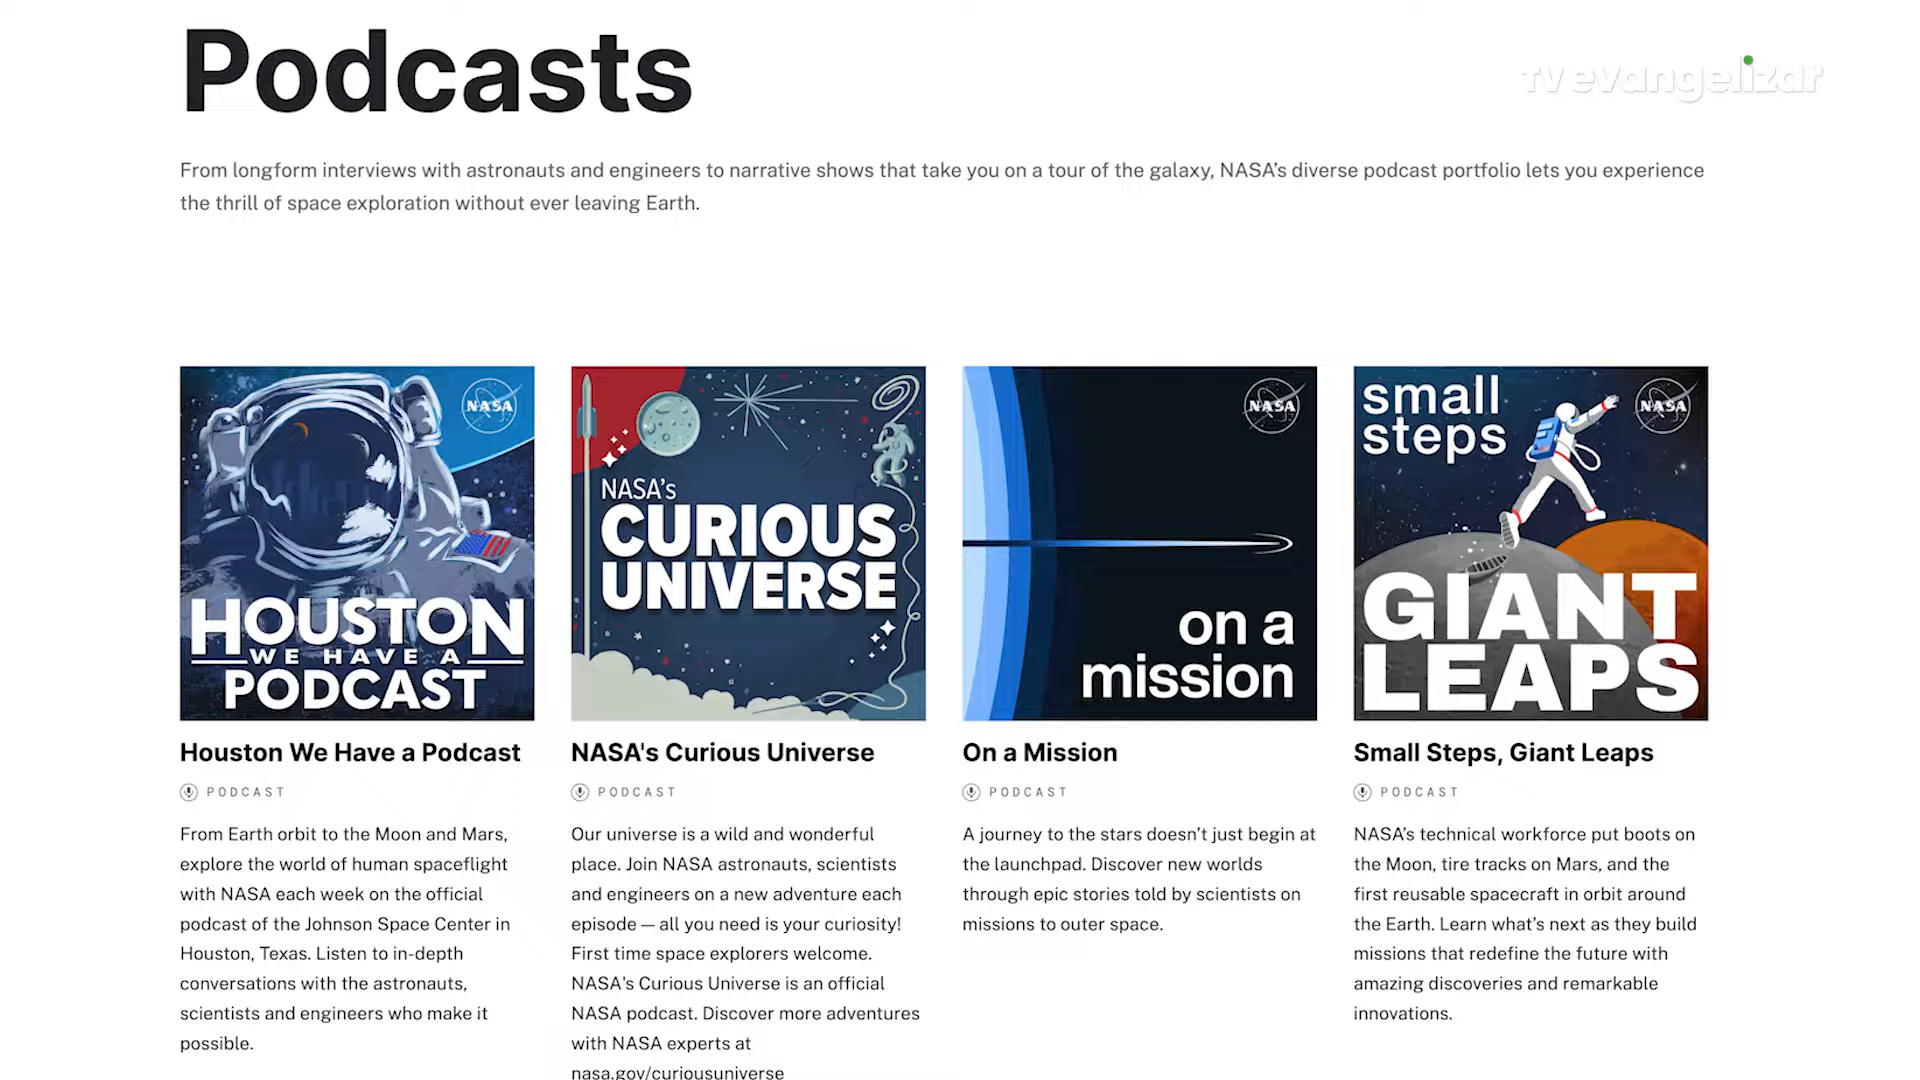 Podcasts
tv evangelizar
From longform interviews with astronauts and engineers to narrative shows that take you on a tour of the galaxy, NASA’s diverse podcast portfolio lets you experience
the thrill of space exploration without ever leaving Earth.
NASA
HOUSTON
WE HAVE A
PODCAST
NASA’s
CURIOUS
UNIVERSE
NASA
on a
mission
small
steps
NASA
GIANT
LEAPS
Houston We Have a Podcast
PODCAST
From Earth orbit to the Moon and Mars,
explore the world of human spaceflight
with NASA each week on the official
podcast of the Johnson Space Center in
Houston, Texas. Listen to in-depth
conversations with the astronauts,
scientists and engineers who make it
possible.
NASA's Curious Universe
PODCAST
Our universe is a wild and wonderful
place. Join NASA astronauts, scientists
and engineers on a new adventure each
episode — all you need is your curiosity!
First time space explorers welcome.
NASA's Curious Universe is an official
NASA podcast. Discover more adventures
with NASA experts at
nasa.gov/curiousuniverse
On a Mission
PODCAST
A journey to the stars doesn’t just begin at
the launchpad. Discover new worlds
through epic stories told by scientists on
missions to outer space.
Small Steps, Giant Leaps
PODCAST
NASA’s technical workforce put boots on
the Moon, tire tracks on Mars, and the
first reusable spacecraft in orbit around
the Earth. Learn what’s next as they build
missions that redefine the future with
amazing discoveries and remarkable
innovations.